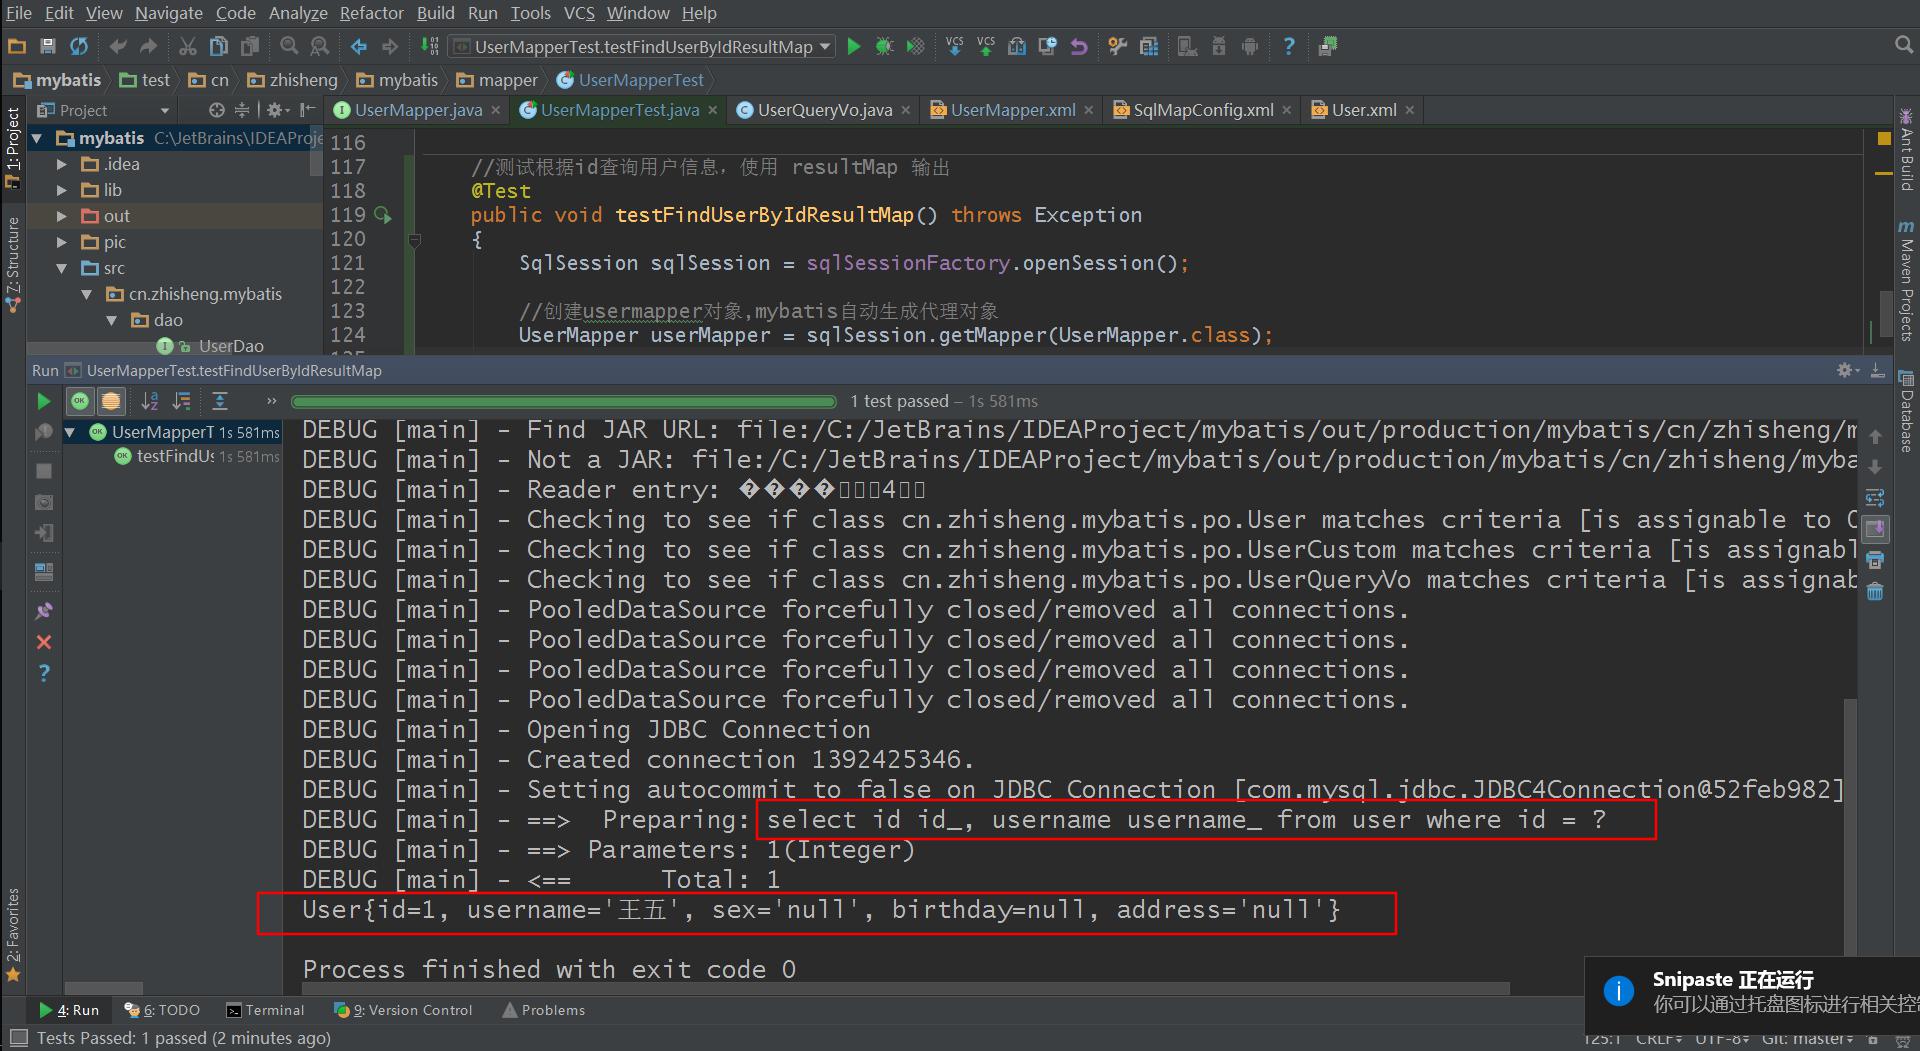 File Edit View Navigate Code Analyze Refactor Build Run Tools VCS Window Help
UserMapperTest.testFindUserByIdResultMap
mybatis test cn zhisheng mybatis mapper UserMapperTest
Project
UserMapper.java UserMapperTest.java UserQueryVo.java UserMapper.xml SqlMapConfig.xml User.xml
1: Project
Z: Structure
2: Favorites
mybatis C:\JetBrains\IDEAProje
.idea
lib
out
pic
src
cn.zhisheng.mybatis
dao
UserDao
116
117 //测试根据id查询用户信息，使用 resultMap 输出
118 @Test
119 public void testFindUserByIdResultMap() throws Exception
120 {
121 SqlSession sqlSession = sqlSessionFactory.openSession();
122
123 //创建usermapper对象,mybatis自动生成代理对象
124 UserMapper userMapper = sqlSession.getMapper(UserMapper.class);
Ant Build
Maven Projects
Database
Run UserMapperTest.testFindUserByIdResultMap
1 test passed – 1s 581ms
UserMapperT 1s 581ms
testFindUs 1s 581ms
DEBUG [main] - Find JAR URL: file:/C:/JetBrains/IDEAProject/mybatis/out/production/mybatis/cn/zhisheng/m
DEBUG [main] - Not a JAR: file:/C:/JetBrains/IDEAProject/mybatis/out/production/mybatis/cn/zhisheng/myba
DEBUG [main] - Reader entry: ����4
DEBUG [main] - Checking to see if class cn.zhisheng.mybatis.po.User matches criteria [is assignable to O
DEBUG [main] - Checking to see if class cn.zhisheng.mybatis.po.UserCustom matches criteria [is assignabl
DEBUG [main] - Checking to see if class cn.zhisheng.mybatis.po.UserQueryVo matches criteria [is assignab
DEBUG [main] - PooledDataSource forcefully closed/removed all connections.
DEBUG [main] - PooledDataSource forcefully closed/removed all connections.
DEBUG [main] - PooledDataSource forcefully closed/removed all connections.
DEBUG [main] - PooledDataSource forcefully closed/removed all connections.
DEBUG [main] - Opening JDBC Connection
DEBUG [main] - Created connection 1392425346.
DEBUG [main] - Setting autocommit to false on JDBC Connection [com.mysql.jdbc.JDBC4Connection@52feb982]
DEBUG [main] - ==> Preparing: select id id_, username username_ from user where id = ?
DEBUG [main] - ==> Parameters: 1(Integer)
DEBUG [main] - <== Total: 1
User{id=1, username='王五', sex='null', birthday=null, address='null'}
Process finished with exit code 0
Snipaste 正在运行
你可以通过托盘图标进行相关控制
4: Run 6: TODO Terminal 9: Version Control Problems
Tests Passed: 1 passed (2 minutes ago)
125:1 CRLF UTF-8 Git: master